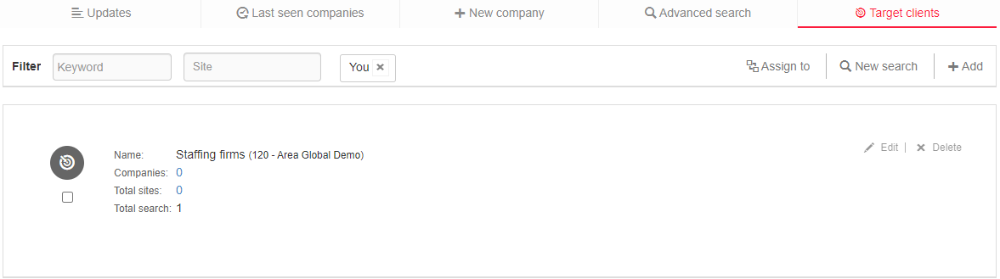 Updates Last seen companies New company Advanced search Target clients
Filter Keyword Site You Assign to New search Add
Name: Staffing firms (120 - Area Global Demo) Edit | Delete
Companies: 0
Total sites: 0
Total search: 1